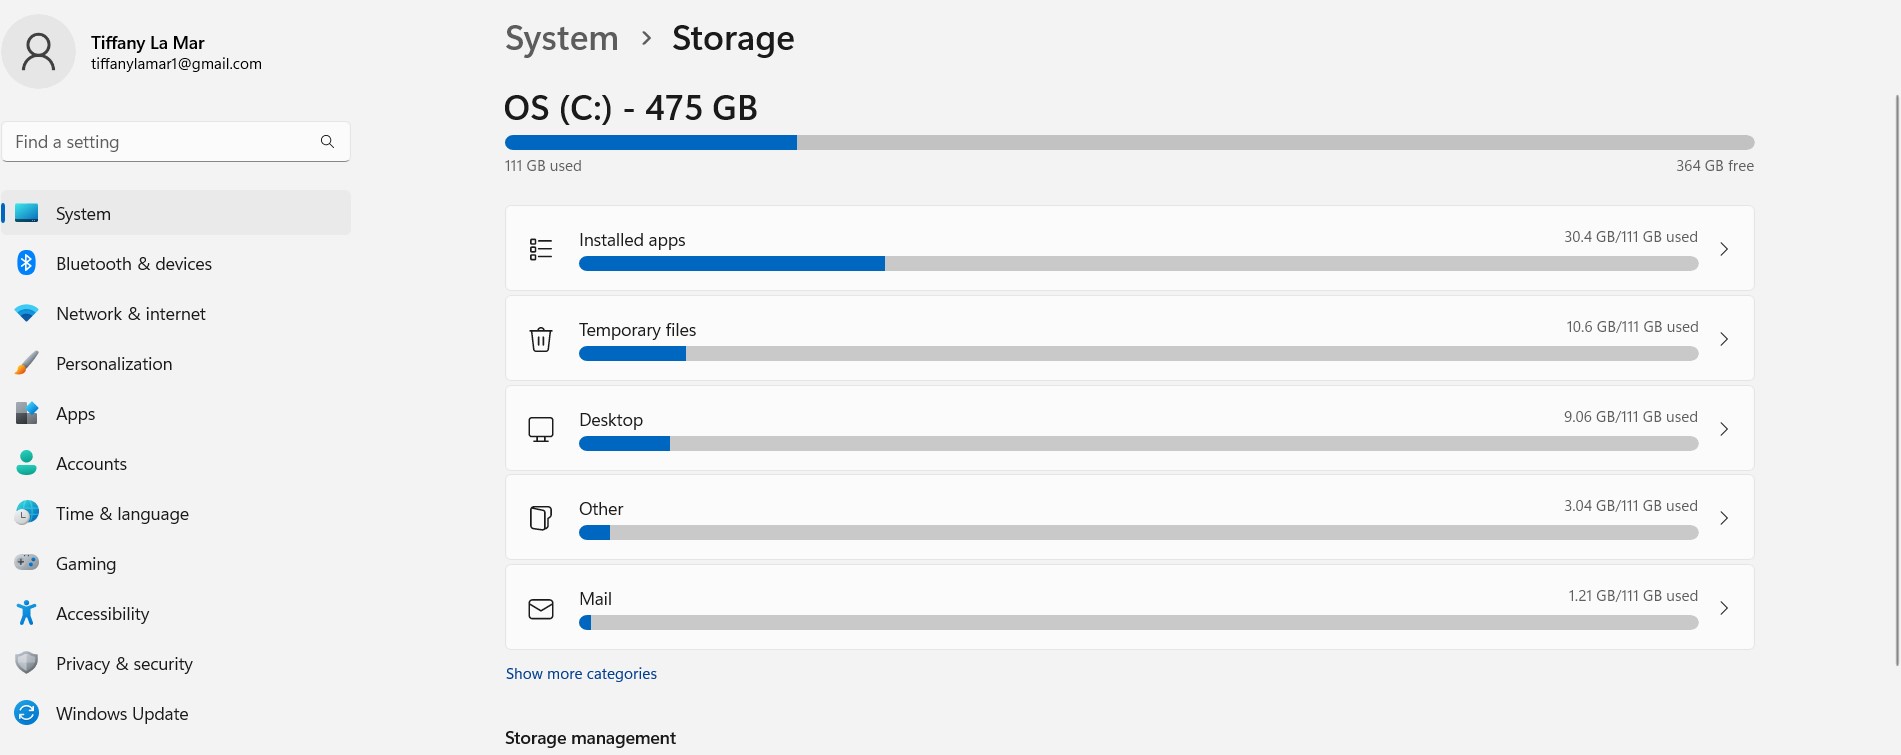 Tiffany La Mar
tiffanylamar1@gmail.com
Find a setting
System
Bluetooth & devices
Network & internet
Personalization
Apps
Accounts
Time & language
Gaming
Accessibility
Privacy & security
Windows Update
System > Storage
OS (C:) - 475 GB
111 GB used
364 GB free
Installed apps
30.4 GB/111 GB used
Temporary files
10.6 GB/111 GB used
Desktop
9.06 GB/111 GB used
Other
3.04 GB/111 GB used
Mail
1.21 GB/111 GB used
Show more categories
Storage management